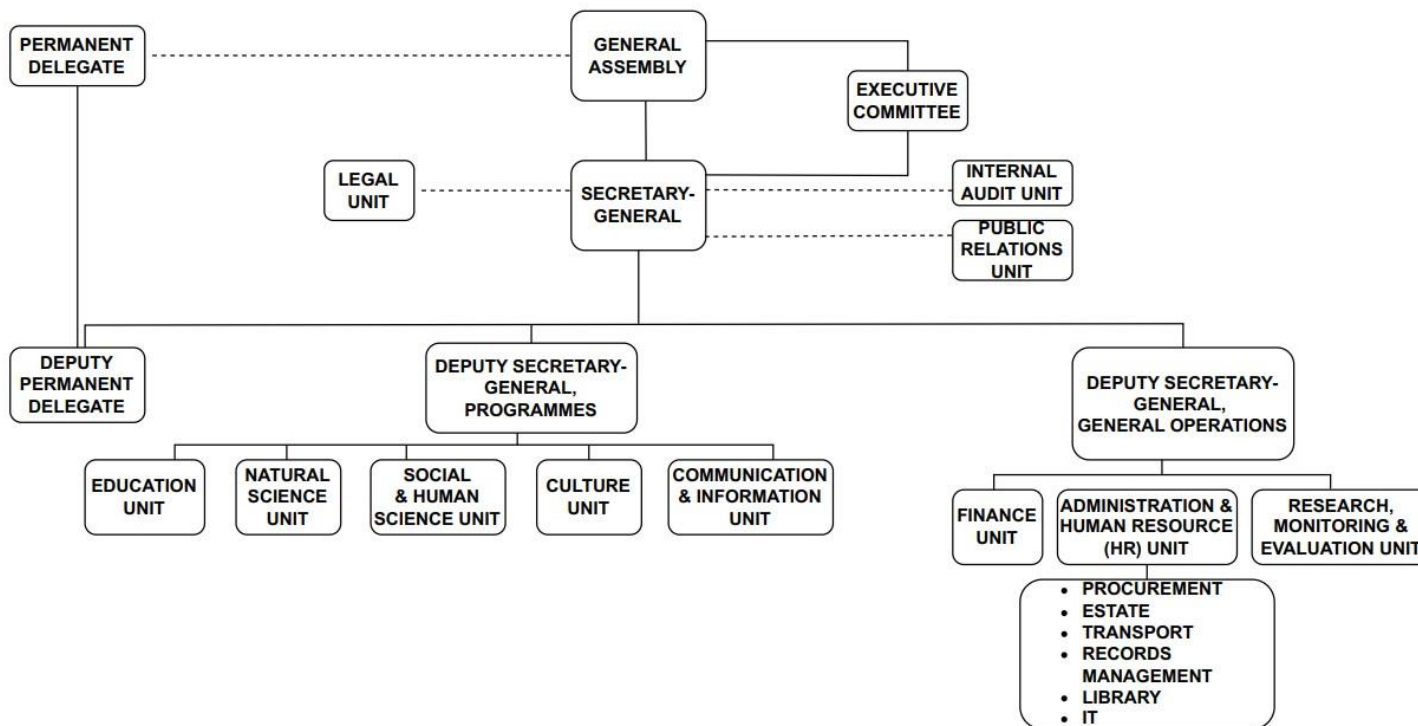 PERMANENT
DELEGATE
GENERAL
ASSEMBLY
EXECUTIVE
COMMITTEE
LEGAL
UNIT
SECRETARY-
GENERAL
INTERNAL
AUDIT UNIT
PUBLIC
RELATIONS
UNIT
DEPUTY
PERMANENT
DELEGATE
DEPUTY SECRETARY-
GENERAL,
PROGRAMMES
DEPUTY SECRETARY-
GENERAL,
GENERAL OPERATIONS
EDUCATION
UNIT
NATURAL
SCIENCE
UNIT
SOCIAL
& HUMAN
SCIENCE UNIT
CULTURE
UNIT
COMMUNICATION
& INFORMATION
UNIT
FINANCE
UNIT
ADMINISTRATION &
HUMAN RESOURCE
(HR) UNIT
RESEARCH,
MONITORING &
EVALUATION UNIT
• PROCUREMENT
• ESTATE
• TRANSPORT
• RECORDS
MANAGEMENT
• LIBRARY
• IT